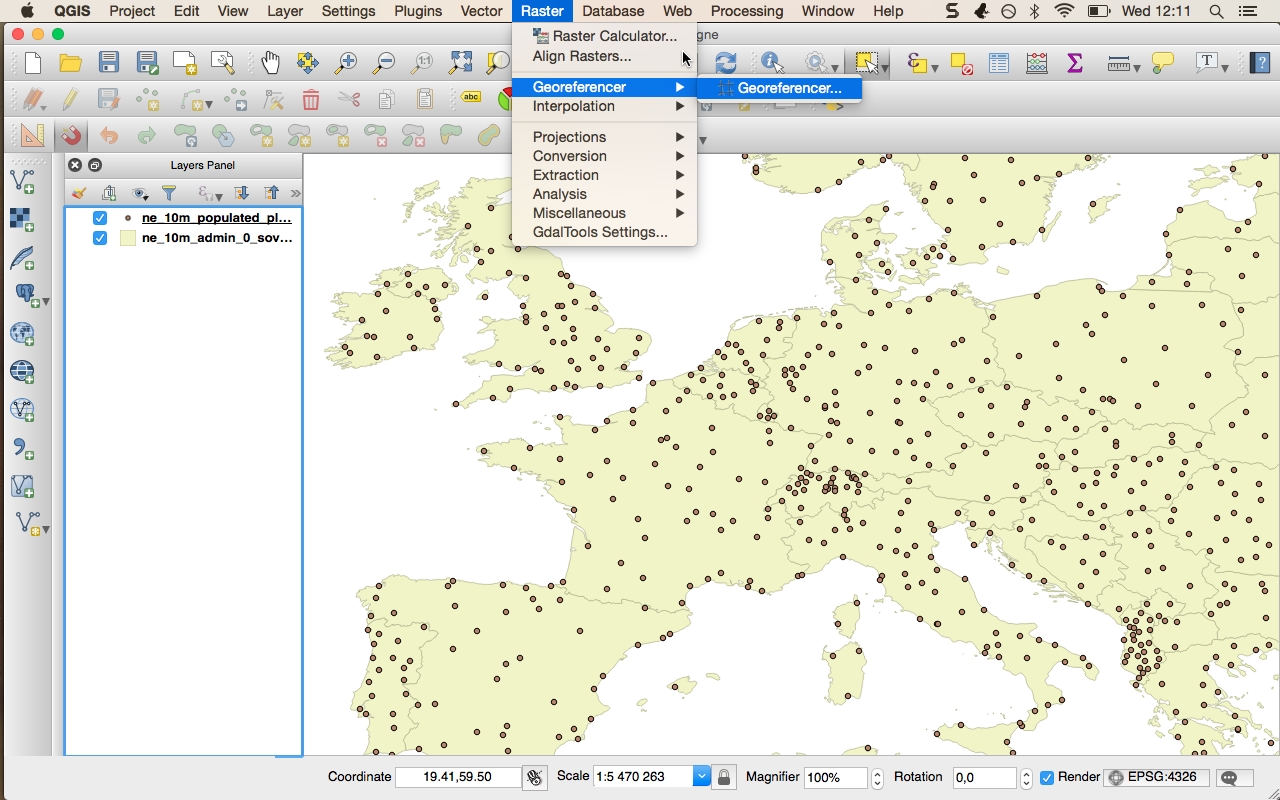 QGIS Project Edit View Layer Settings Plugins Vector Raster Database Web Processing Window Help Wed 12:11
gne
Raster Calculator...
Align Rasters...
Georeferencer
Georeferencer...
Interpolation
Projections
Conversion
Extraction
Analysis
Miscellaneous
GdalTools Settings...
abc
Layers Panel
ne_10m_populated_pl...
ne_10m_admin_0_sov...
Coordinate 19.41,59.50 Scale 1:5 470 263 Magnifier 100% Rotation 0,0 Render EPSG:4326